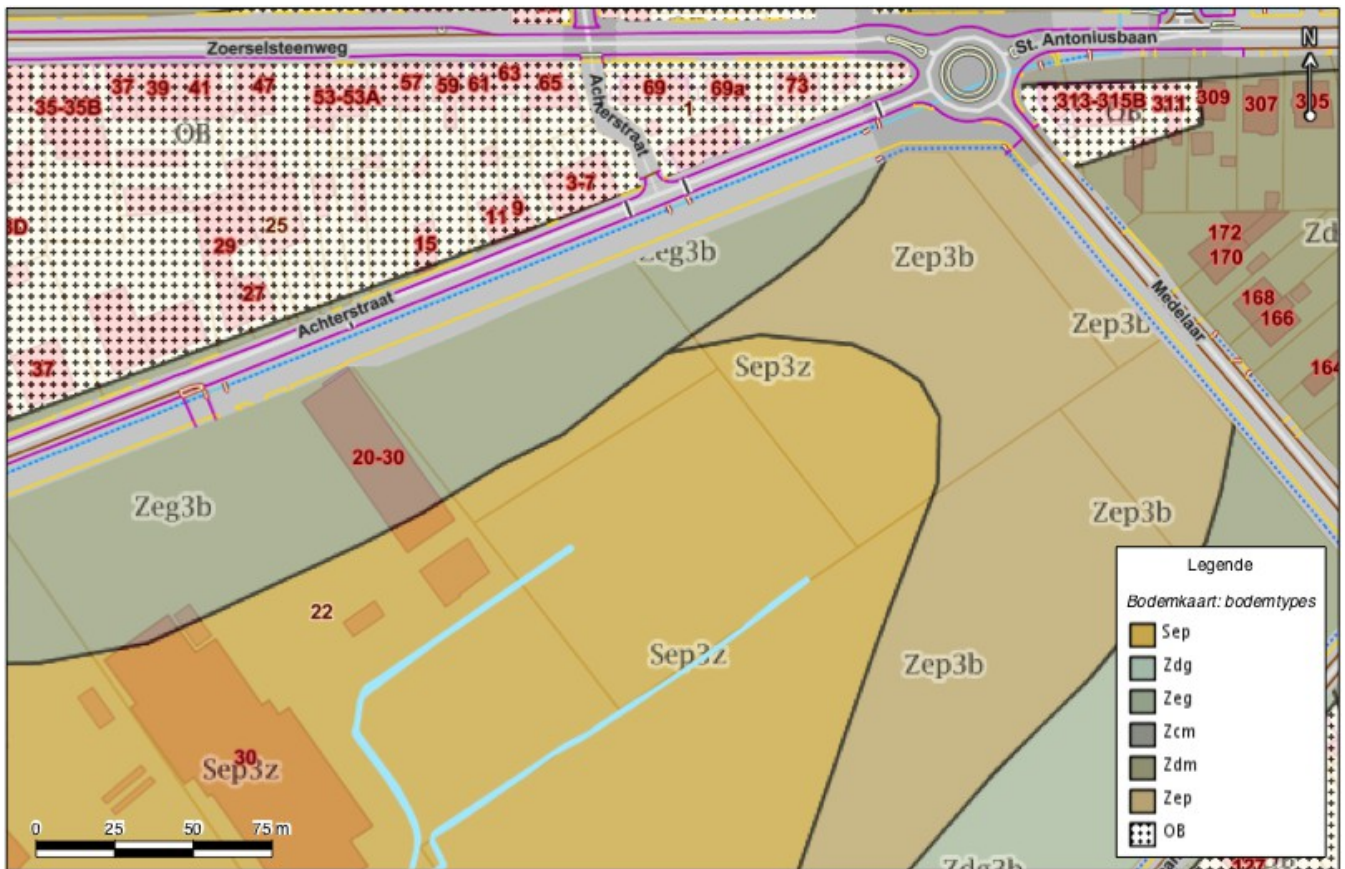 Zoerselsteenweg
St. Antoniusbaan
N
35-35B
37
39
41
47
53-53A
57
59
61
63
65
Achterstraat
69
1
69a
73
313-315B
311
309
307
305
OB
OB
3-7
11
9
15
25
29
27
37
Achterstraat
Zeg3b
Zep3b
Zep3b
Medelaar
172
170
168
166
164
Zd
Sep3z
20-30
Zeg3b
Zep3b
22
Sep3z
Zep3b
30
Sep3z
Zdg3b
127
0 25 50 75 m
Legende
Bodemkaart: bodemtypes
Sep
Zdg
Zeg
Zcm
Zdm
Zep
OB